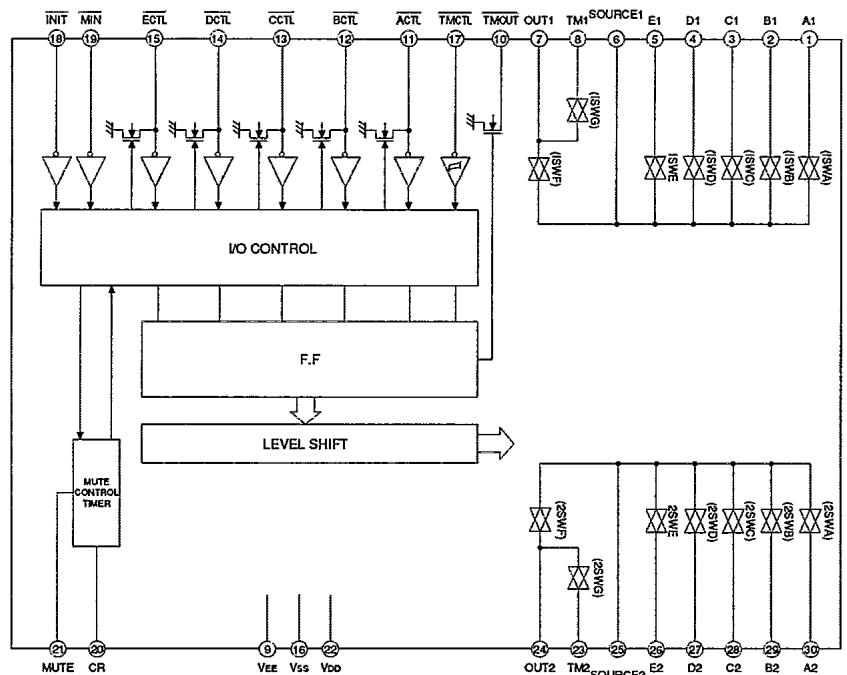 INIT MIN ECTL DCTL CCTL BCTL ACTL TMCTL TMOUT OUT1 TM1 SOURCE1 E1 D1 C1 B1 A1
18 19 15 14 13 12 11 17 10 7 8 6 5 4 3 2 1
(1SWG)
(1SWF) 1SWE (1SWD) (1SWC) (1SWB) (1SWA)
I/O CONTROL
F.F
LEVEL SHIFT
MUTE
CONTROL
TIMER
(2SWF) 2SWE (2SWD) (2SWC) (2SWB) (2SWA)
(2SWG)
21 20 9 16 22 24 23 25 26 27 28 29 30
MUTE CR VEE VSS VDD OUT2 TM2 SOURCE2 E2 D2 C2 B2 A2